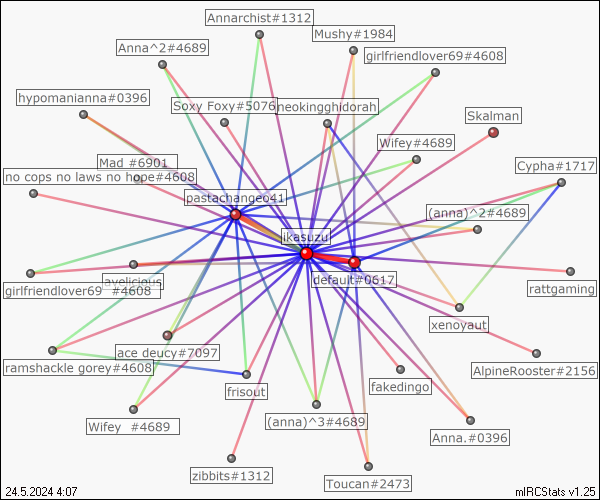 Annarchist#1312
Mushy#1984
Anna^2#4689
girlfriendlover69#4608
hypomanianna#0396
Soxy Foxy#5076
neokingghidorah
Skalman
Wifey#4689
Mad #6901
Cypha#1717
no cops no laws no hope#4608
pastachange041
(anna)^2#4689
ikasuzu
default#9617
girlfriendlover69 #4608
rattgaming
xenoyaut
ace deucy#7097
ramshackle gorey#4608
AlpineRooster#2156
frisout
fakedingo
(anna)^3#4689
Wifey #4689
Anna.#0396
zibbits#1312
Toucan#2473
24.5.2024 4:07
mIRCStats v1.25